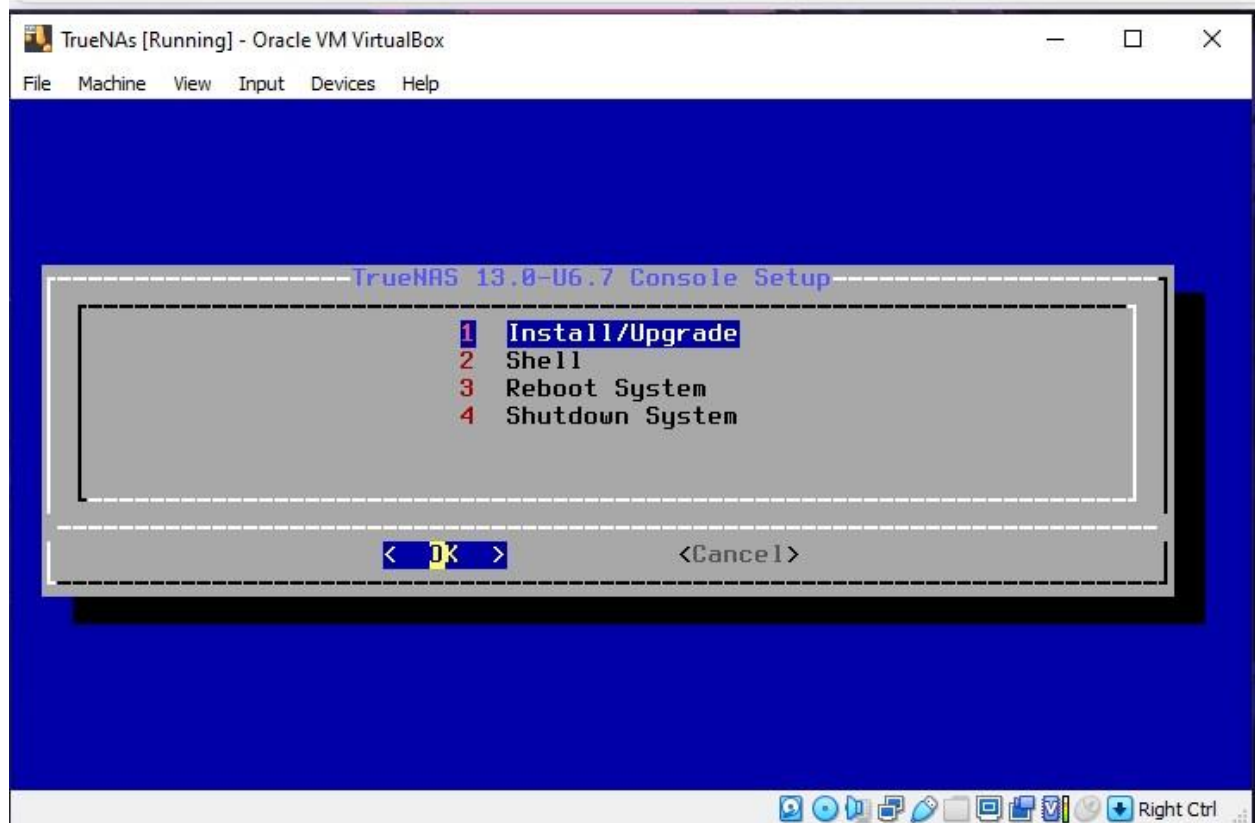 TrueNAs [Running] - Oracle VM VirtualBox
File Machine View Input Devices Help
TrueNAS 13.0-U6.7 Console Setup
1 Install/Upgrade
2 Shell
3 Reboot System
4 Shutdown System
< OK > <Cancel>
Right Ctrl